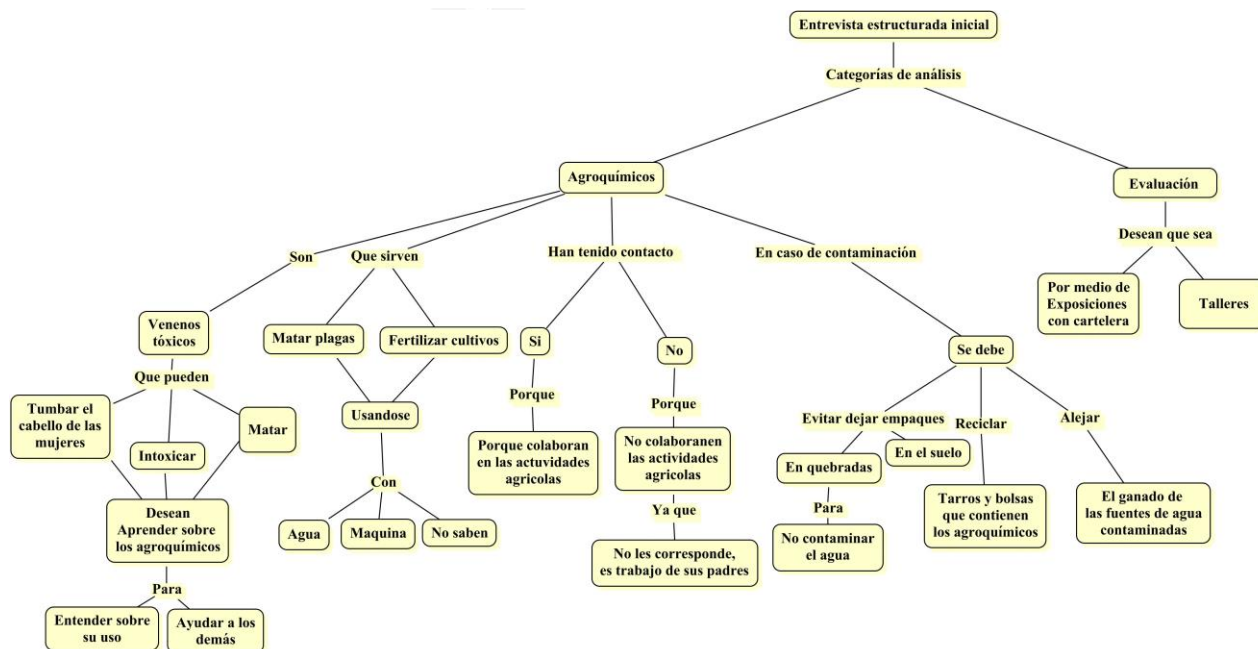 Entrevista estructurada inicial
Categorías de análisis
Agroquímicos
Evaluación
Son
Que sirven
Han tenido contacto
En caso de contaminación
Desean que sea
Por medio de
Exposiciones
con cartelera
Talleres
Venenos
tóxicos
Matar plagas
Fertilizar cultivos
Si
No
Se debe
Que pueden
Tumbar el
cabello de las
mujeres
Intoxicar
Matar
Usandose
Porque
Porque
Evitar dejar empaques
Reciclar
Alejar
Porque colaboran
en las actuvidades
agricolas
No colaboranen
las actividades
agricolas
En quebradas
En el suelo
Con
Desean
Aprender sobre
los agroquímicos
Agua
Maquina
No saben
Ya que
Para
Tarros y bolsas
que contienen
los agroquímicos
El ganado de
las fuentes de agua
contaminadas
No les corresponde,
es trabajo de sus padres
No contaminar
el agua
Para
Entender sobre
su uso
Ayudar a los
demás